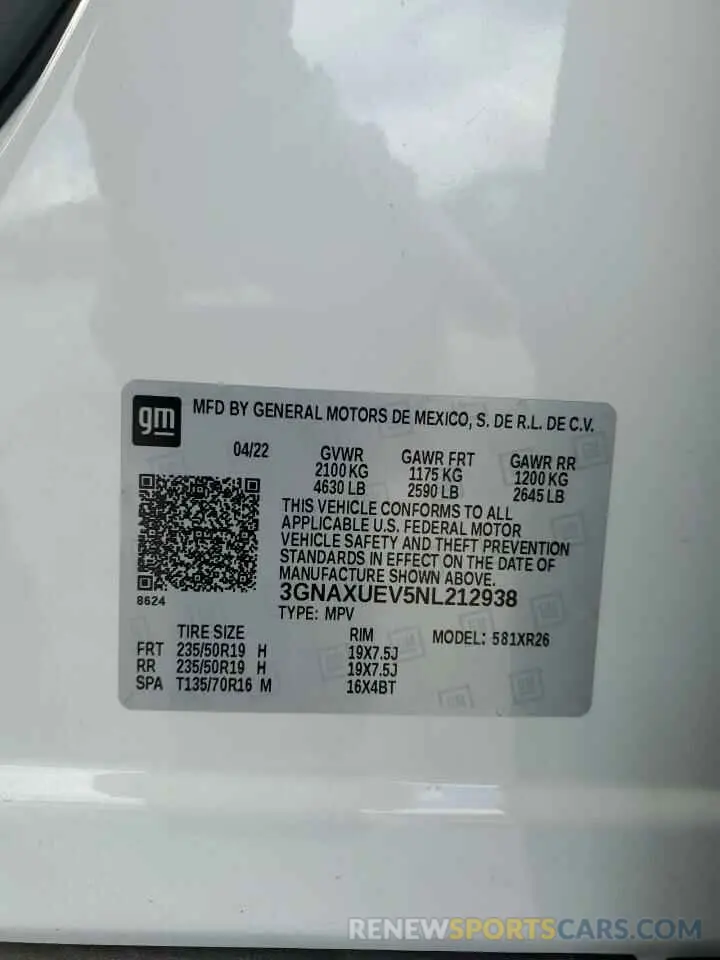 gm
MFD BY GENERAL MOTORS DE MEXICO, S. DE R.L. DE C.V.
04/22 GVWR GAWR FRT GAWR RR
2100 KG 1175 KG 1200 KG
4630 LB 2590 LB 2645 LB
THIS VEHICLE CONFORMS TO ALL
APPLICABLE U.S. FEDERAL MOTOR
VEHICLE SAFETY AND THEFT PREVENTION
STANDARDS IN EFFECT ON THE DATE OF
MANUFACTURE SHOWN ABOVE.
8624
3GNAXUEV5NL212938
TYPE: MPV
TIRE SIZE RIM MODEL: 581XR26
FRT 235/50R19 H 19X7.5J
RR 235/50R19 H 19X7.5J
SPA T135/70R16 M 16X4BT
RENEWSPORTSCARS.COM